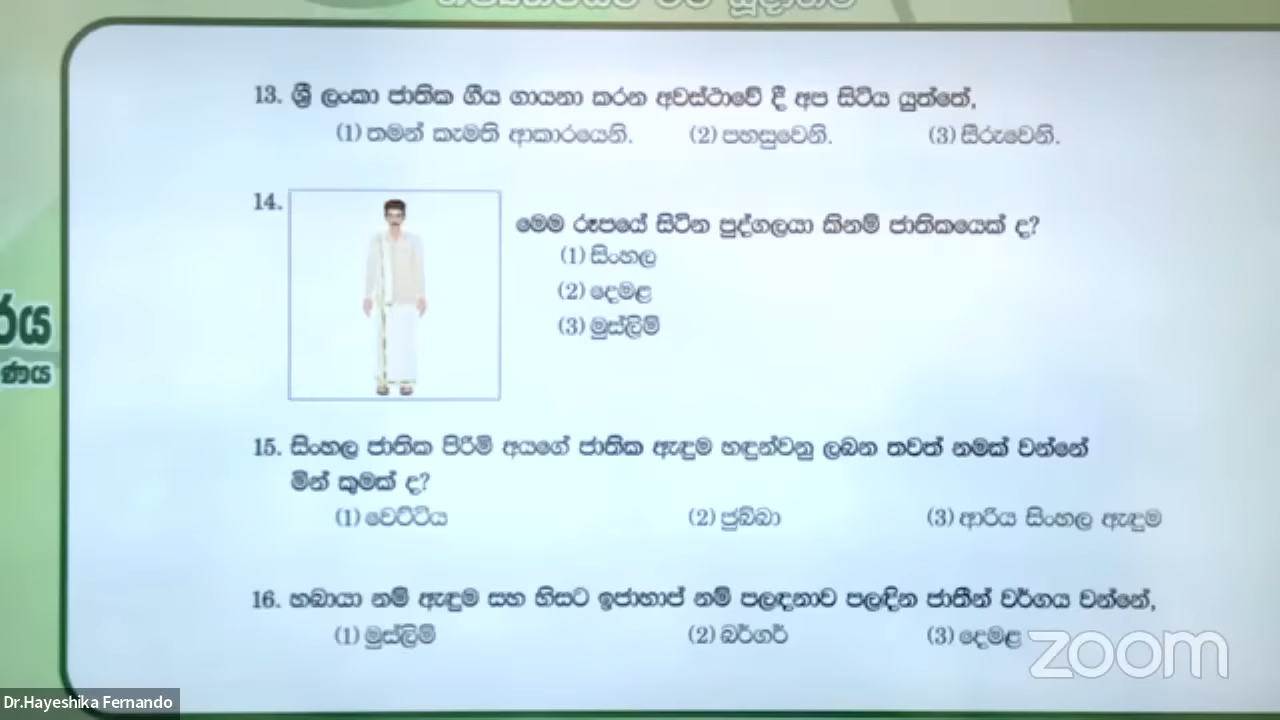 13. ශ්‍රී ලංකා ජාතික ගීය ගායනා කරන අවස්ථාවේ දී අප සිටිය යුත්තේ,
(1) තමන් කැමති ආකාරයෙනි. (2) පහසුවෙනි. (3) සීරුවෙනි.
14.
මෙම රූපයේ සිටින පුද්ගලයා කිනම් ජාතිකයෙක් ද?
(1) සිංහල
(2) දෙමළ
(3) මුස්ලිම්
15. සිංහල ජාතික පිරිමි අයගේ ජාතික ඇඳුම හඳුන්වනු ලබන තවත් නමක් වන්නේ
මින් කුමක් ද?
(1) වෙට්ටිය (2) ජුබ්බා (3) ආරිය සිංහල ඇඳුම
16. හබායා නම් ඇඳුම සහ හිසට ඉජාහාප් නම් පලඳනාව පලඳින ජාතීන් වර්ගය වන්නේ,
(1) මුස්ලිම් (2) බර්ගර් (3) දෙමළ
zoom
Dr.Hayeshika Fernando